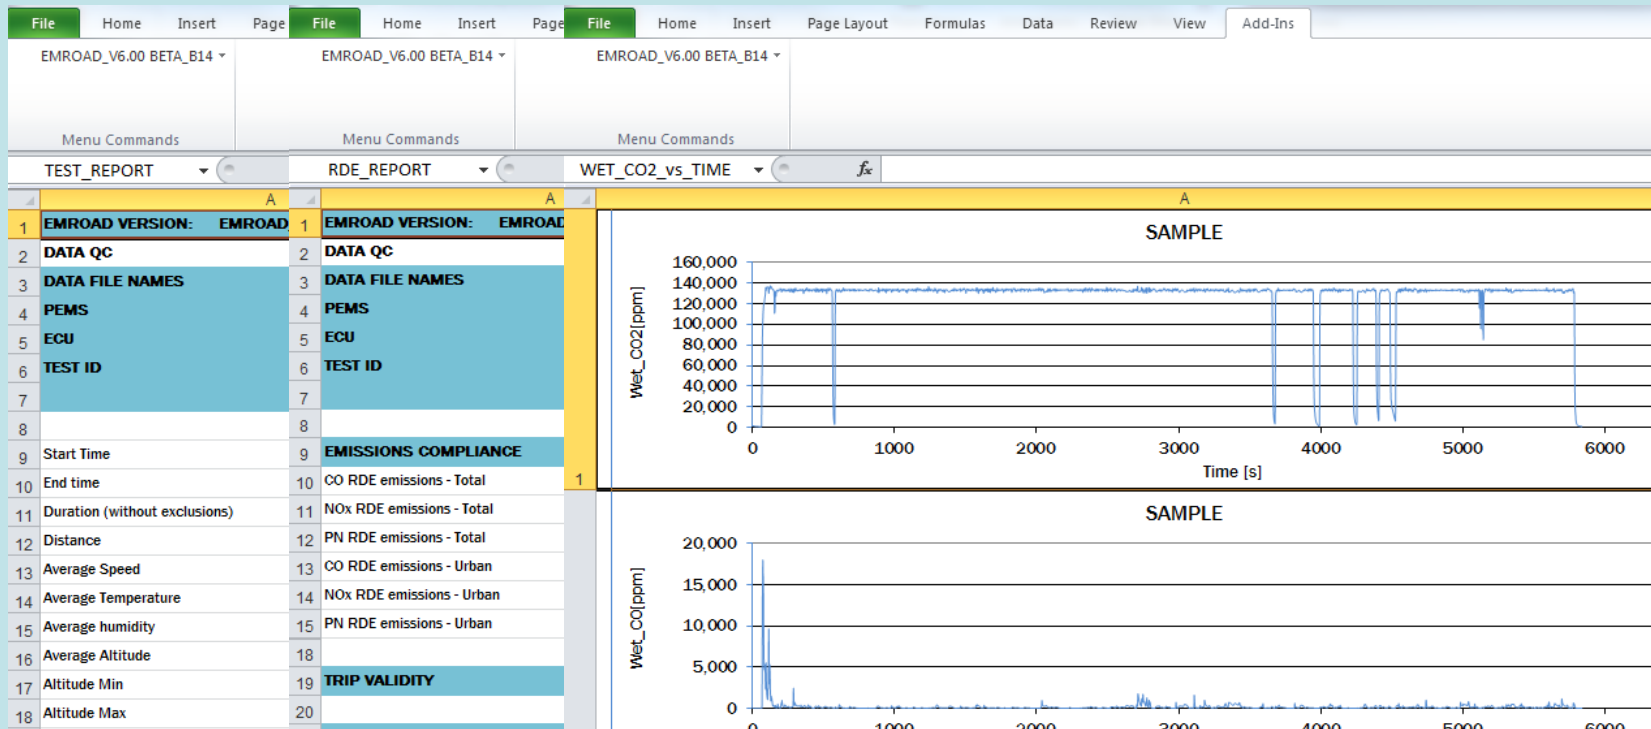 File Home Insert Page
EMROAD_V6.00 BETA_B14
Menu Commands
TEST_REPORT
A
1 EMROAD VERSION: EMROAD
2 DATA QC
3 DATA FILE NAMES
4 PEMS
5 ECU
6 TEST ID
7
8
9 Start Time
10 End time
11 Duration (without exclusions)
12 Distance
13 Average Speed
14 Average Temperature
15 Average humidity
16 Average Altitude
17 Altitude Min
18 Altitude Max
File Home Insert Page
EMROAD_V6.00 BETA_B14
Menu Commands
RDE_REPORT
A
1 EMROAD VERSION: EMROAD
2 DATA QC
3 DATA FILE NAMES
4 PEMS
5 ECU
6 TEST ID
7
8
9 EMISSIONS COMPLIANCE
10 CO RDE emissions - Total
11 NOx RDE emissions - Total
12 PN RDE emissions - Total
13 CO RDE emissions - Urban
14 NOx RDE emissions - Urban
15 PN RDE emissions - Urban
18
19 TRIP VALIDITY
20
File Home Insert Page Layout Formulas Data Review View Add-Ins
EMROAD_V6.00 BETA_B14
Menu Commands
WET_CO2_vs_TIME fx
A
1
SAMPLE
Wet_CO2[ppm]
160,000
140,000
120,000
100,000
80,000
60,000
40,000
20,000
0
0 1000 2000 3000 4000 5000 6000
Time [s]
SAMPLE
Wet_CO[ppm]
20,000
15,000
10,000
5,000
0
0 1000 2000 3000 4000 5000 6000